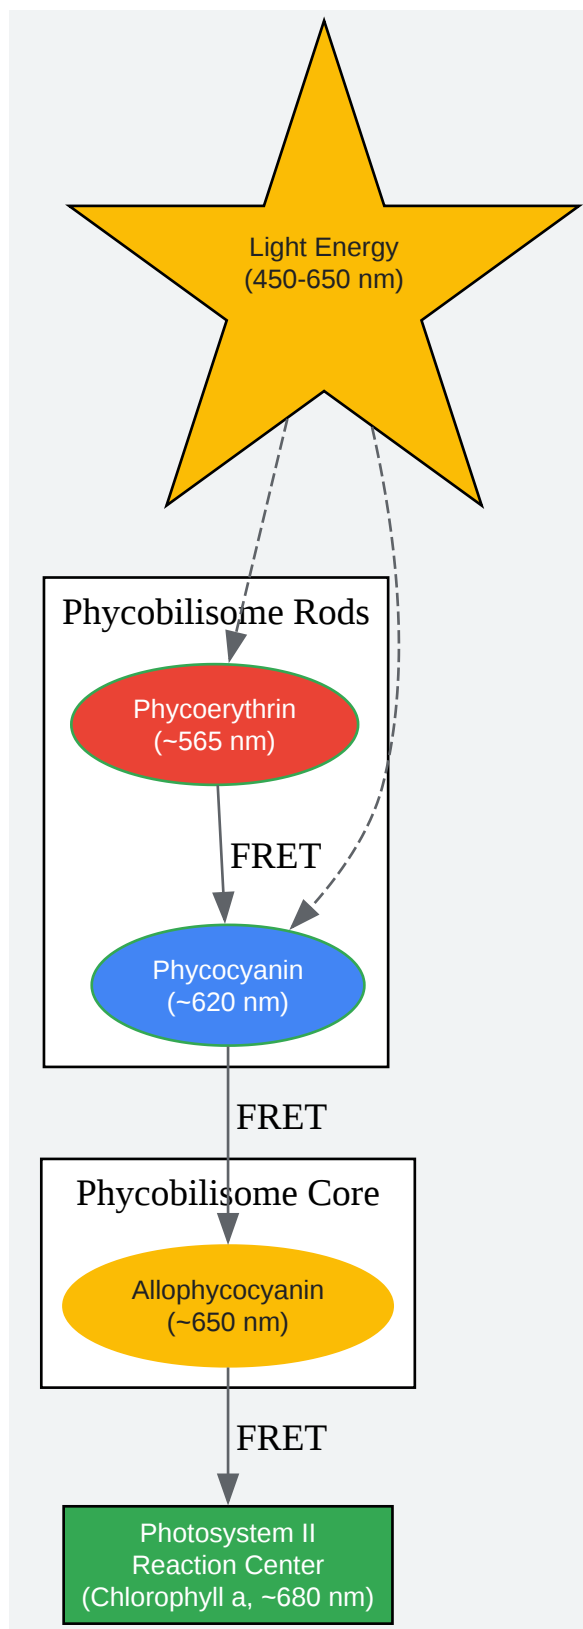 Light Energy
(450-650 nm)
Phycobilisome Rods
Phycoerythrin
(~565 nm)
FRET
Phycocyanin
(~620 nm)
FRET
Phycobilisome Core
Allophycocyanin
(~650 nm)
FRET
Photosystem II
Reaction Center
(Chlorophyll a, ~680 nm)